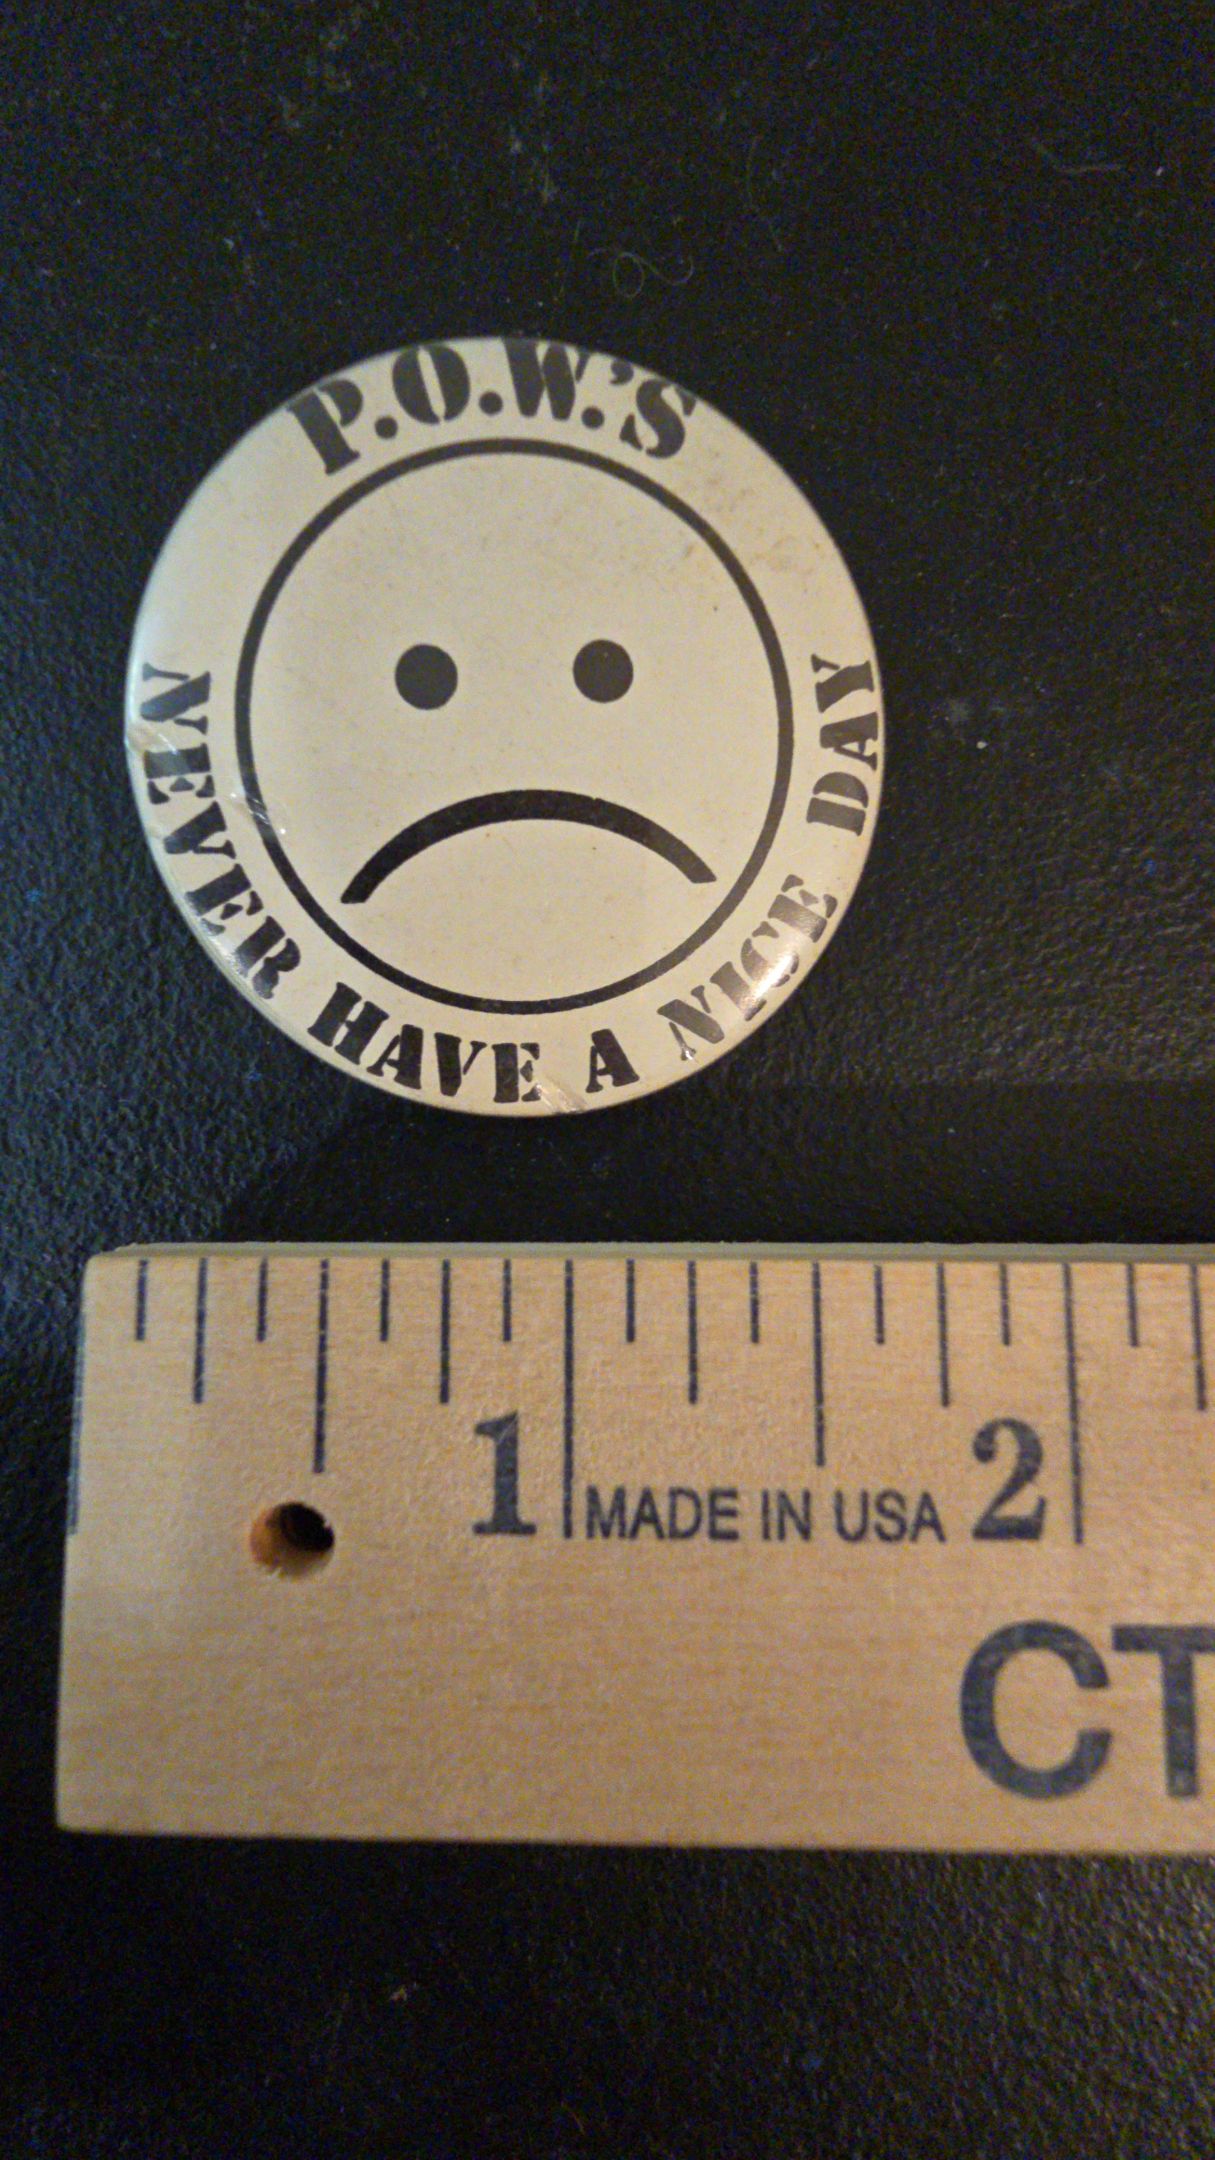 P.O.W.'S
NEVER HAVE A NICE DAY
1 MADE IN USA 2
CT